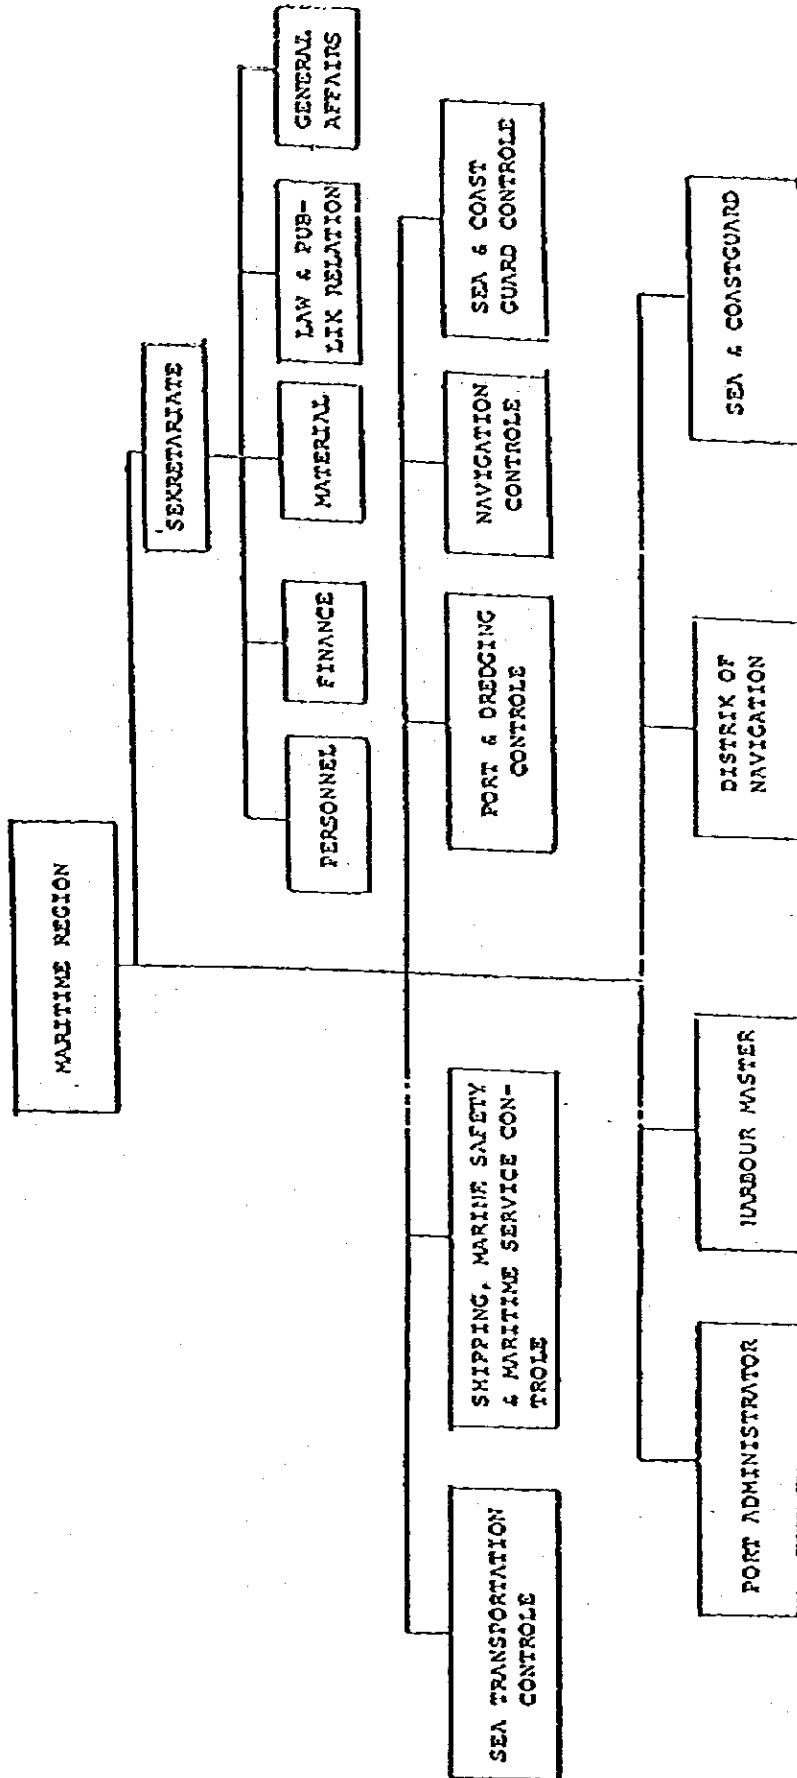 MARITIME REGION
SEKRETARIATE
PERSONNEL
FINANCE
MATERIAL
LAW & PUB-
LIK RELATION
GENERAL
AFFAIRS
SEA TRANSPORTATION
CONTROLE
SHIPPING, MARINE SAFETY
& MARITIME SERVICE CON-
TROLE
PORT & DREDGING
CONTROLE
NAVIGATION
CONTROLE
SEA & COAST
GUARD CONTROLE
PORT ADMINISTRATOR
HARBOUR MASTER
DISTRIK OF
NAVIGATION
SEA & COASTGUARD